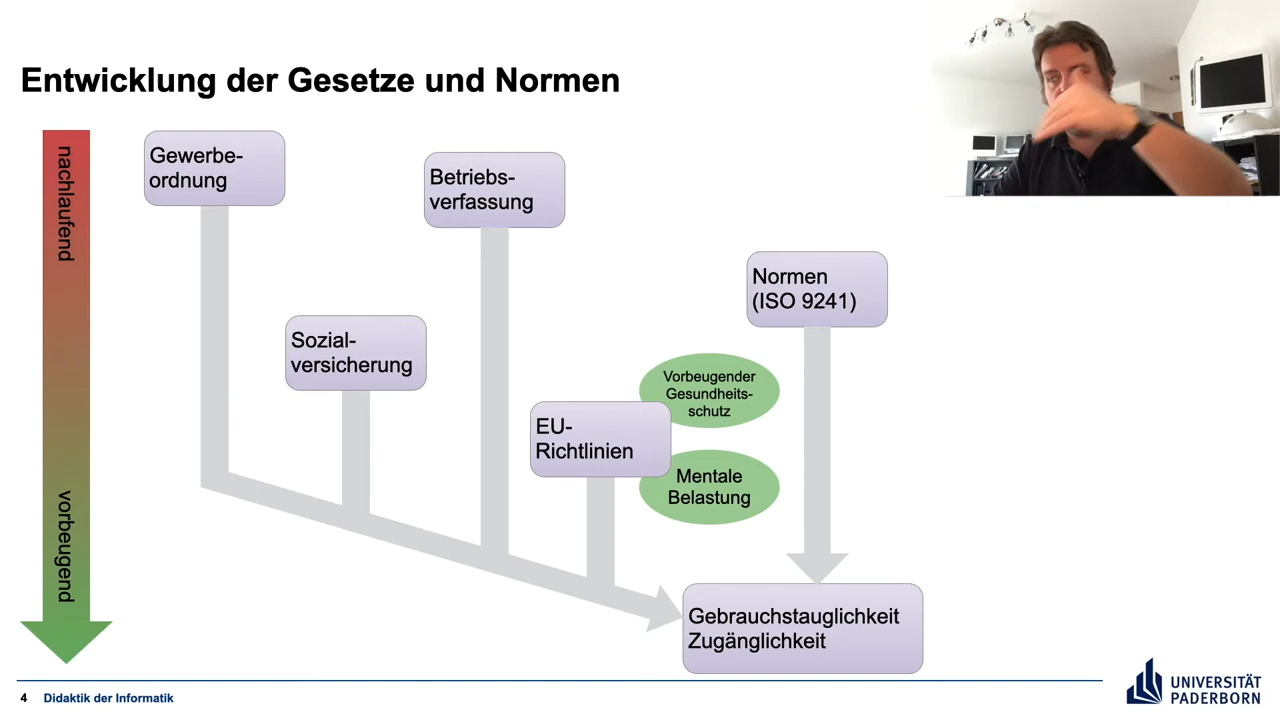 Entwicklung der Gesetze und Normen
nachlaufend
vorbeugend
Gewerbe-
ordnung
Betriebs-
verfassung
Normen
(ISO 9241)
Sozial-
versicherung
Vorbeugender
Gesundheits-
schutz
EU-
Richtlinien
Mentale
Belastung
Gebrauchstauglichkeit
Zugänglichkeit
4 Didaktik der Informatik
UNIVERSITÄT
PADERBORN